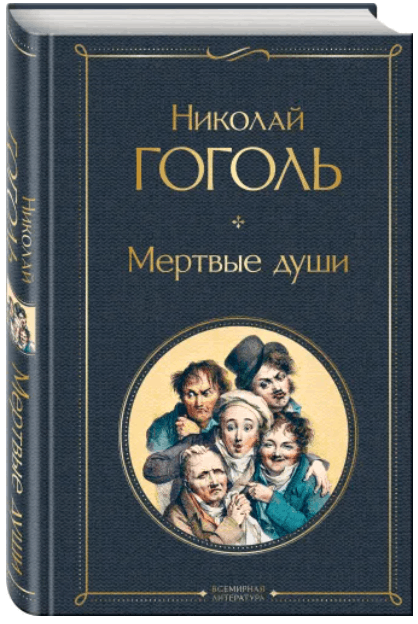 Николай
ГОГОЛЬ
Мертвые души
ВСЕМИРНАЯ
ЛИТЕРАТУРА
Николай
ГОГОЛЬ
Мертвые души